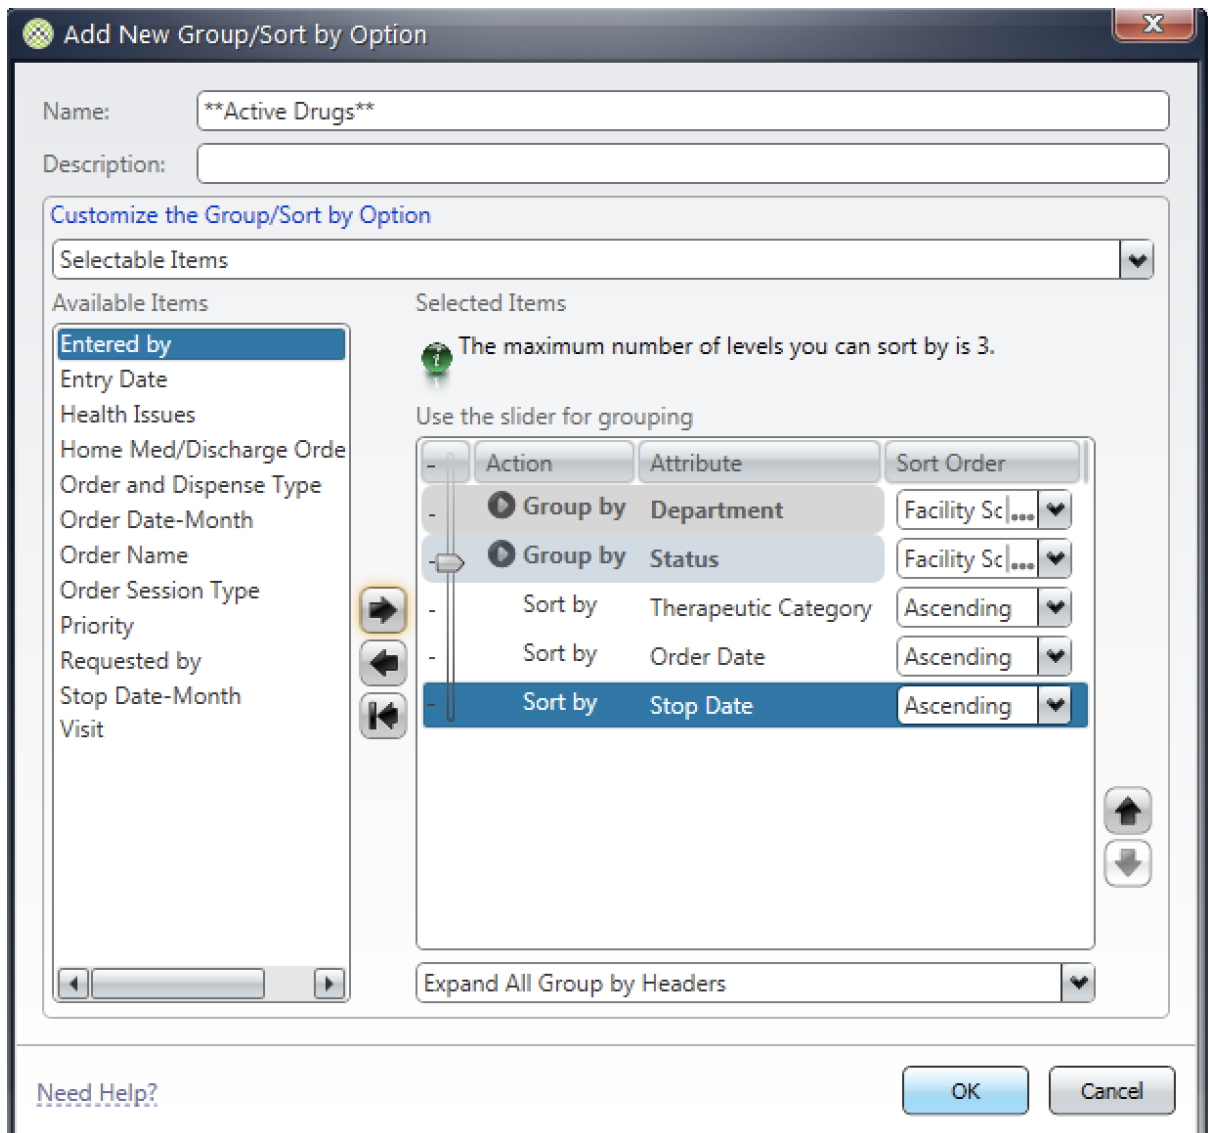 Add New Group/Sort by Option
Name: **Active Drugs**
Description:
Customize the Group/Sort by Option
Selectable Items
Available Items
Entered by
Entry Date
Health Issues
Home Med/Discharge Orde
Order and Dispense Type
Order Date-Month
Order Name
Order Session Type
Priority
Requested by
Stop Date-Month
Visit
Selected Items
The maximum number of levels you can sort by is 3.
Use the slider for grouping
- Action Attribute Sort Order
- Group by Department Facility Sc...
- Group by Status Facility Sc...
- Sort by Therapeutic Category Ascending
- Sort by Order Date Ascending
- Sort by Stop Date Ascending
Expand All Group by Headers
Need Help?
OK Cancel